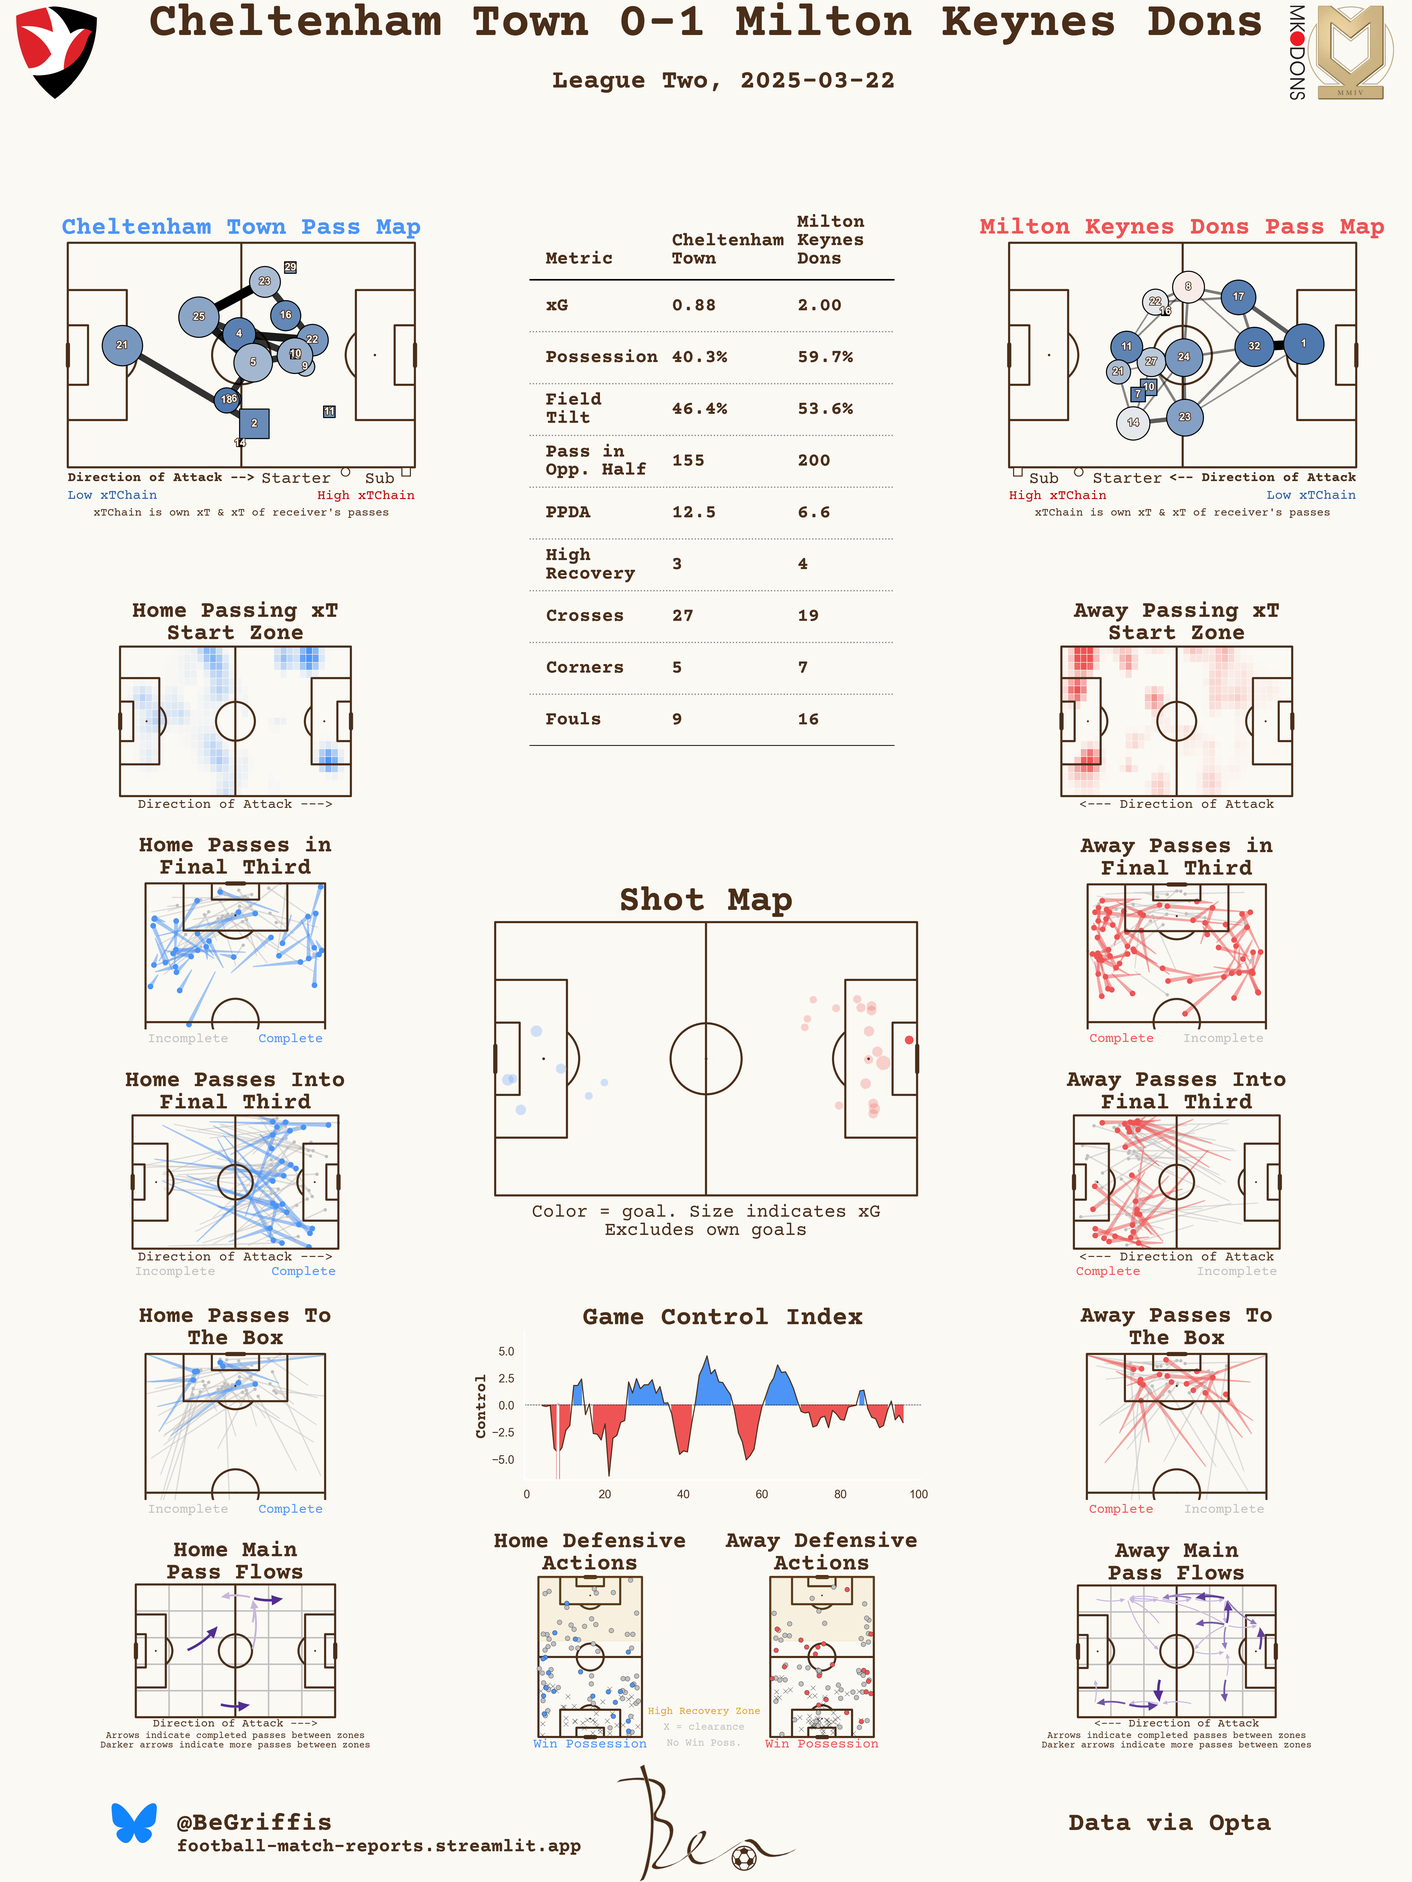 Cheltenham Town 0-1 Milton Keynes Dons
League Two, 2025-03-22
MK DONS
MMIV
Cheltenham Town Pass Map
29
23
25
16
4
22
21
5
10
9
18
6
2
11
14
Direction of Attack --> Starter Sub
Low xTChain High xTChain
xTChain is own xT & xT of receiver's passes
Metric Cheltenham Town Milton Keynes Dons
xG 0.88 2.00
Possession 40.3% 59.7%
Field Tilt 46.4% 53.6%
Pass in Opp. Half 155 200
PPDA 12.5 6.6
High Recovery 3 4
Crosses 27 19
Corners 5 7
Fouls 9 16
Milton Keynes Dons Pass Map
8
22
16
17
11
27
24
32
1
21
10
7
14
23
Sub Starter <-- Direction of Attack
High xTChain Low xTChain
xTChain is own xT & xT of receiver's passes
Home Passing xT
Start Zone
Direction of Attack --->
Away Passing xT
Start Zone
<--- Direction of Attack
Home Passes in
Final Third
Incomplete Complete
Away Passes in
Final Third
Complete Incomplete
Shot Map
Color = goal. Size indicates xG
Excludes own goals
Home Passes Into
Final Third
Direction of Attack --->
Incomplete Complete
Away Passes Into
Final Third
<--- Direction of Attack
Complete Incomplete
Home Passes To
The Box
Incomplete Complete
Game Control Index
Control
5.0
2.5
0.0
−2.5
−5.0
0 20 40 60 80 100
Away Passes To
The Box
Complete Incomplete
Home Main
Pass Flows
Direction of Attack --->
Arrows indicate completed passes between zones
Darker arrows indicate more passes between zones
Home Defensive
Actions
Win Possession
Away Defensive
Actions
Win Possession
High Recovery Zone
X = clearance
No Win Poss.
Away Main
Pass Flows
<--- Direction of Attack
Arrows indicate completed passes between zones
Darker arrows indicate more passes between zones
@BeGriffis
football-match-reports.streamlit.app
Ben
Data via Opta